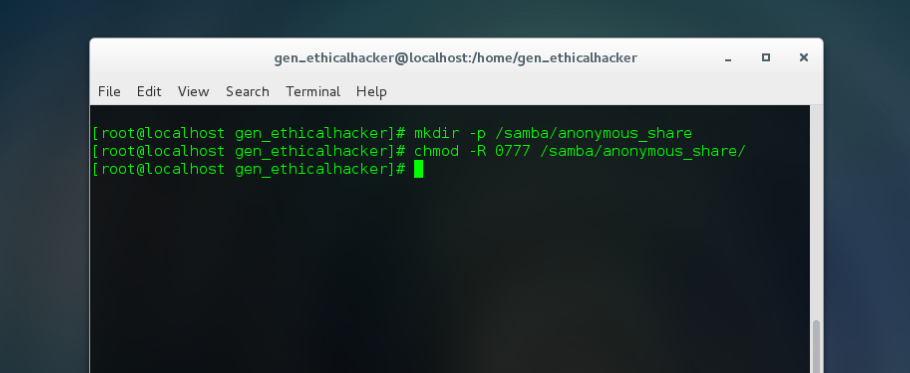 gen_ethicalhacker@localhost:/home/gen_ethicalhacker
File Edit View Search Terminal Help
[root@localhost gen_ethicalhacker]# mkdir -p /samba/anonymous_share
[root@localhost gen_ethicalhacker]# chmod -R 0777 /samba/anonymous_share/
[root@localhost gen_ethicalhacker]#